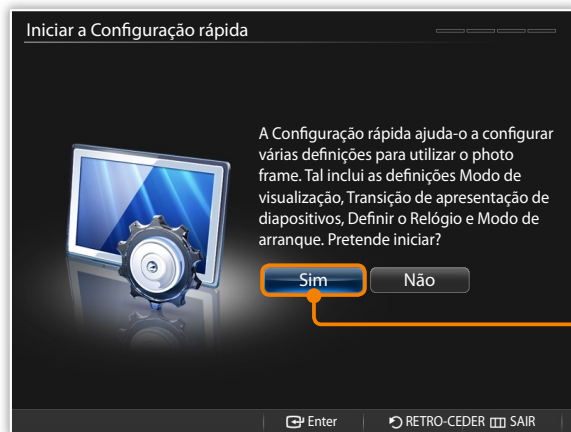 Iniciar a Configuração rápida
A Configuração rápida ajuda-o a configurar
várias definições para utilizar o photo
frame. Tal inclui as definições Modo de
visualização, Transição de apresentação de
diapositivos, Definir o Relógio e Modo de
arranque. Pretende iniciar?
Sim Não
Enter RETRO-CEDER SAIR